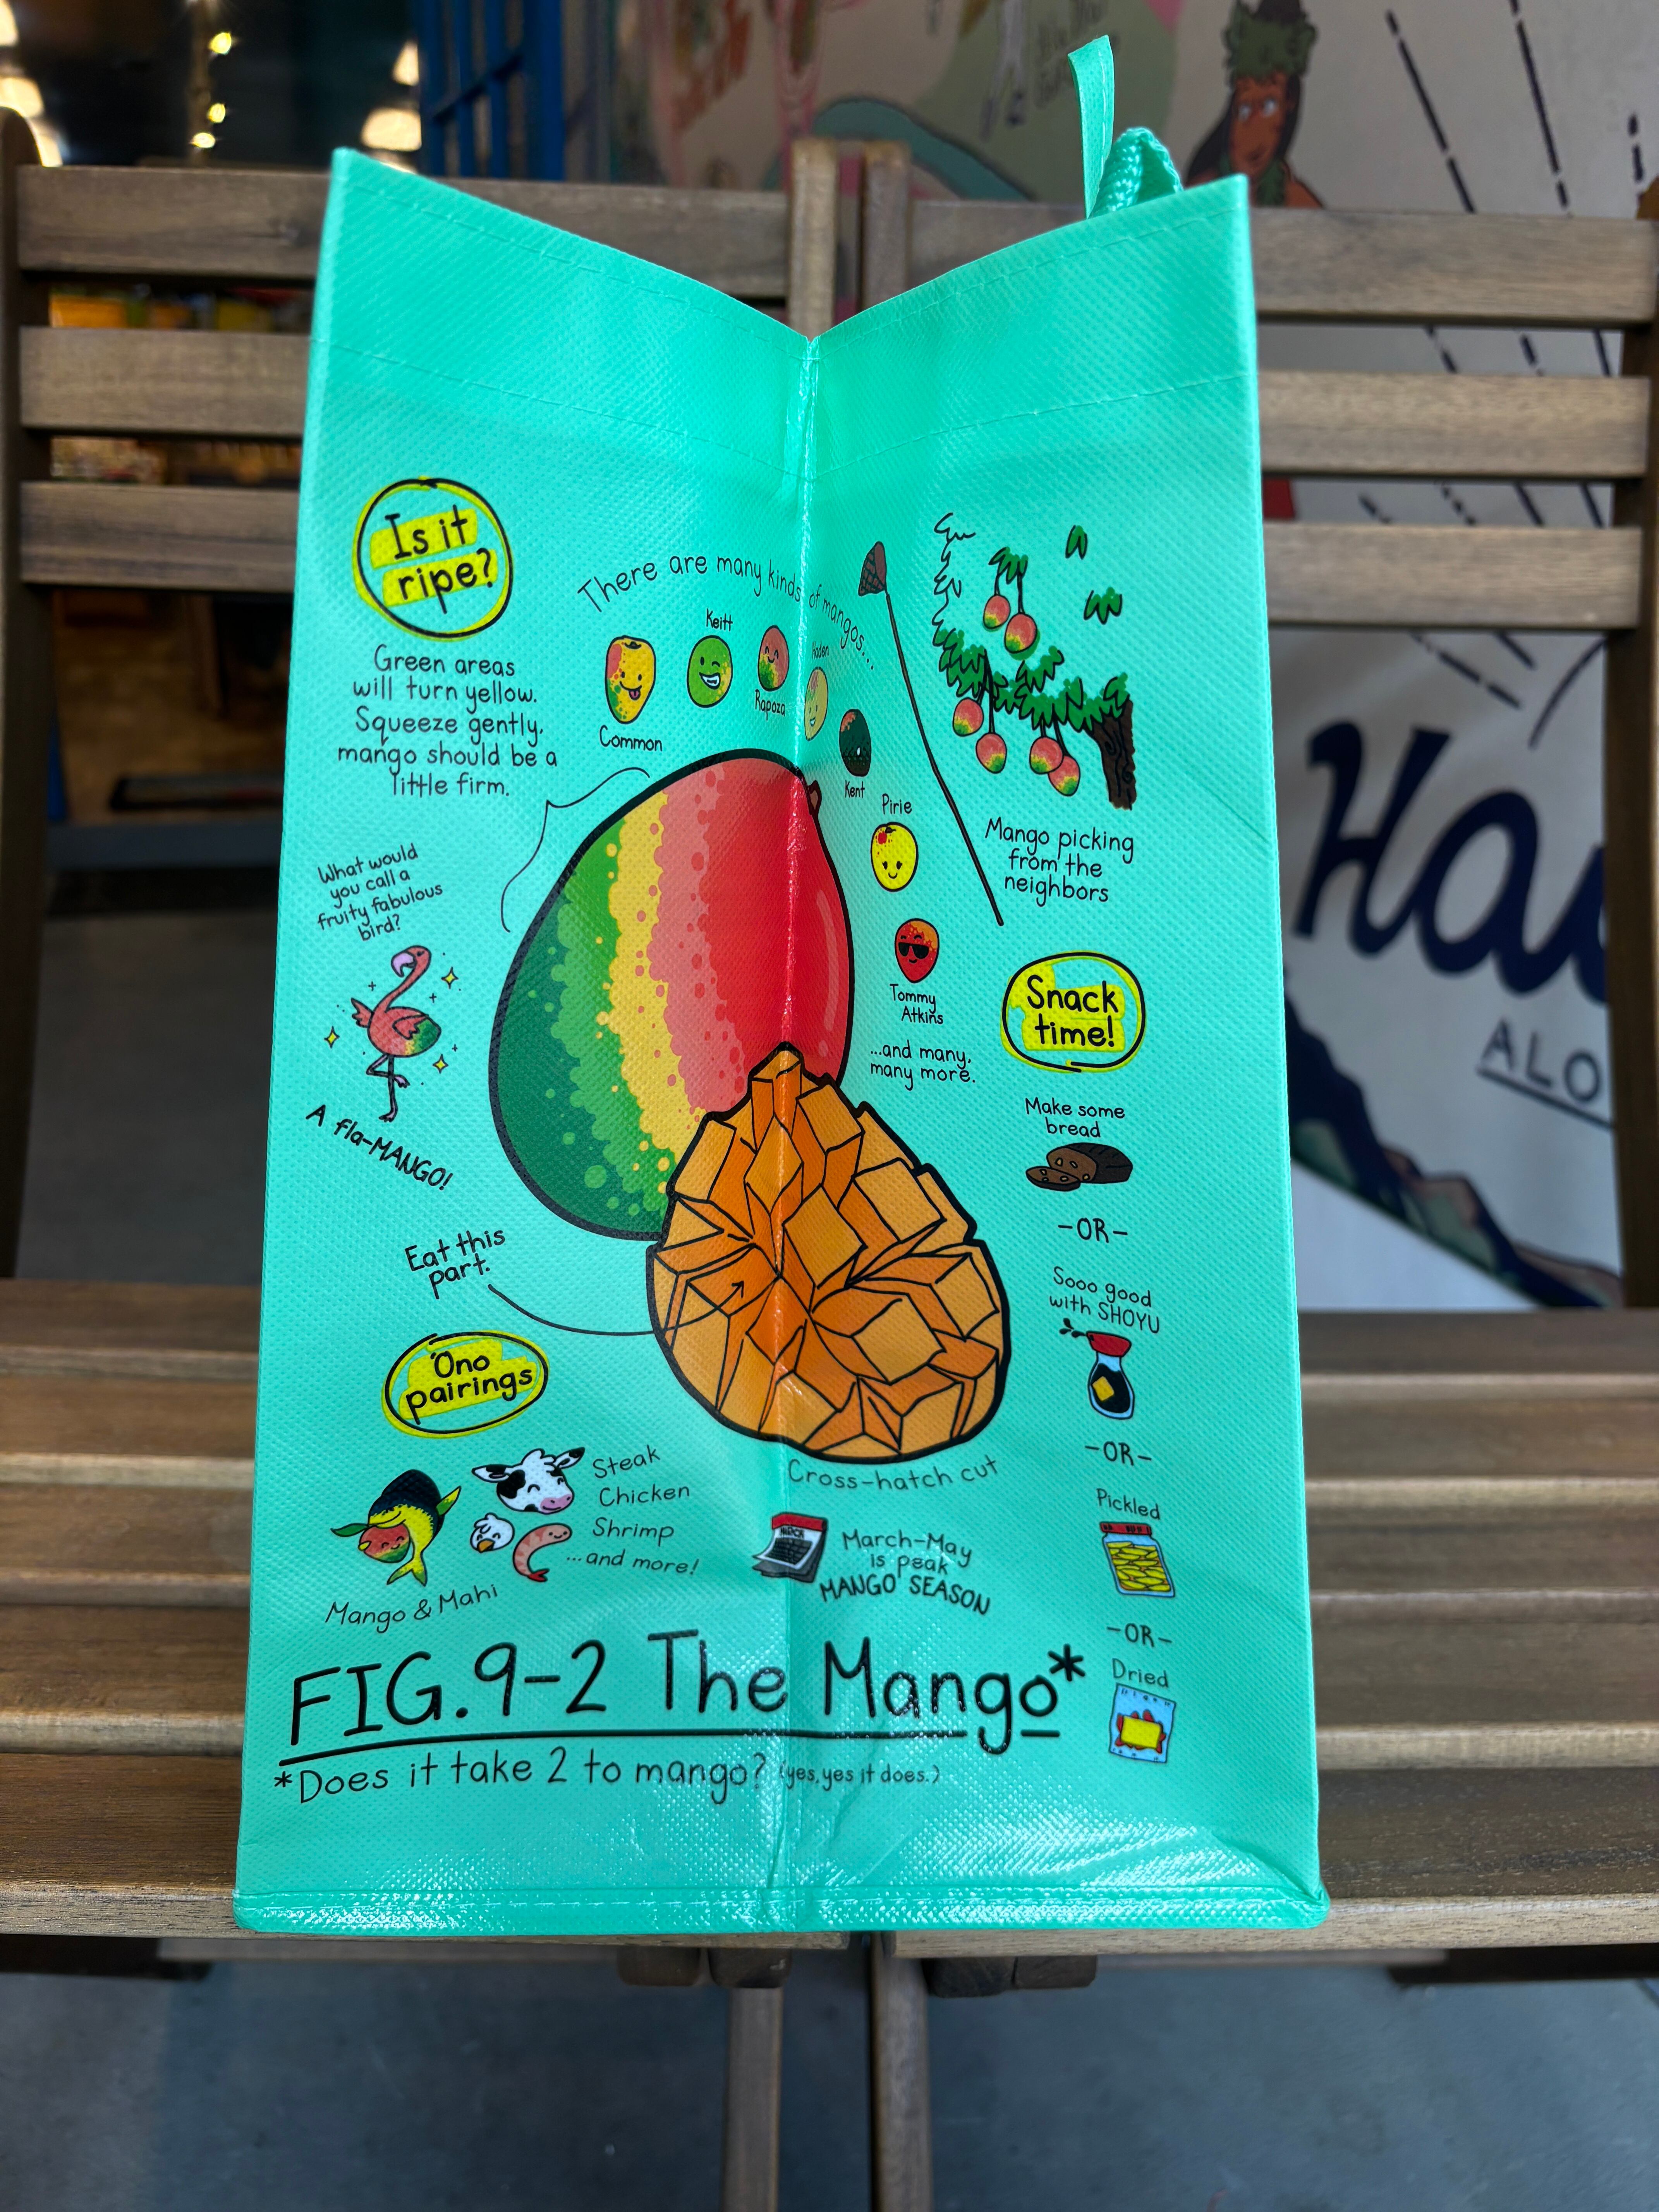 Is it
ripe?
Green areas
will turn yellow.
Squeeze gently,
mango should be a
little firm.
There are many kinds of mangos...
Common
Keitt
Rapoza
Haden
Kent
Pirie
Tommy
Atkins
...and many,
many more.
Mango picking
from the
neighbors
What would
you call a
fruity fabulous
bird?
A fla-MANGO!
Snack
time!
Make some
bread
-OR-
Sooo good
with SHOYU
-OR-
Pickled
-OR-
Dried
Eat this
part.
'Ono
pairings
Steak
Chicken
Shrimp
...and more!
Mango & Mahi
Cross-hatch cut
MARCH
March-May
is peak
MANGO SEASON
FIG.9-2 The Mango*
*Does it take 2 to mango? (yes, yes it does.)
Ha
ALO